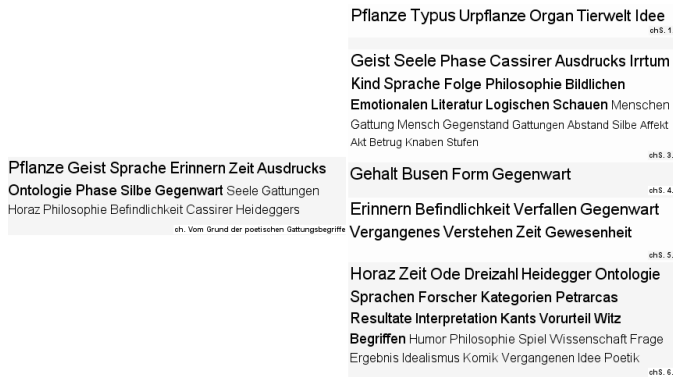 Pflanze Geist Sprache Erinnern Zeit Ausdrucks
Ontologie Phase Silbe Gegenwart Seele Gattungen
Horaz Philosophie Befindlichkeit Cassirer Heideggers
ch. Vom Grund der poetischen Gattungsbegriffe
Pflanze Typus Urpflanze Organ Tierwelt Idee
chS. 1.
Geist Seele Phase Cassirer Ausdrucks Irrtum
Kind Sprache Folge Philosophie Bildlichen
Emotionalen Literatur Logischen Schauen Menschen
Gattung Mensch Gegenstand Gattungen Abstand Silbe Affekt
Akt Betrug Knaben Stufen
chS. 3.
Gehalt Busen Form Gegenwart
chS. 4.
Erinnern Befindlichkeit Verfallen Gegenwart
Vergangenes Verstehen Zeit Gewesenheit
chS. 5.
Horaz Zeit Ode Dreizahl Heidegger Ontologie
Sprachen Forscher Kategorien Petrarcas
Resultate Interpretation Kants Vorurteil Witz
Begriffen Humor Philosophie Spiel Wissenschaft Frage
Ergebnis Idealismus Komik Vergangenen Idee Poetik
chS. 6.